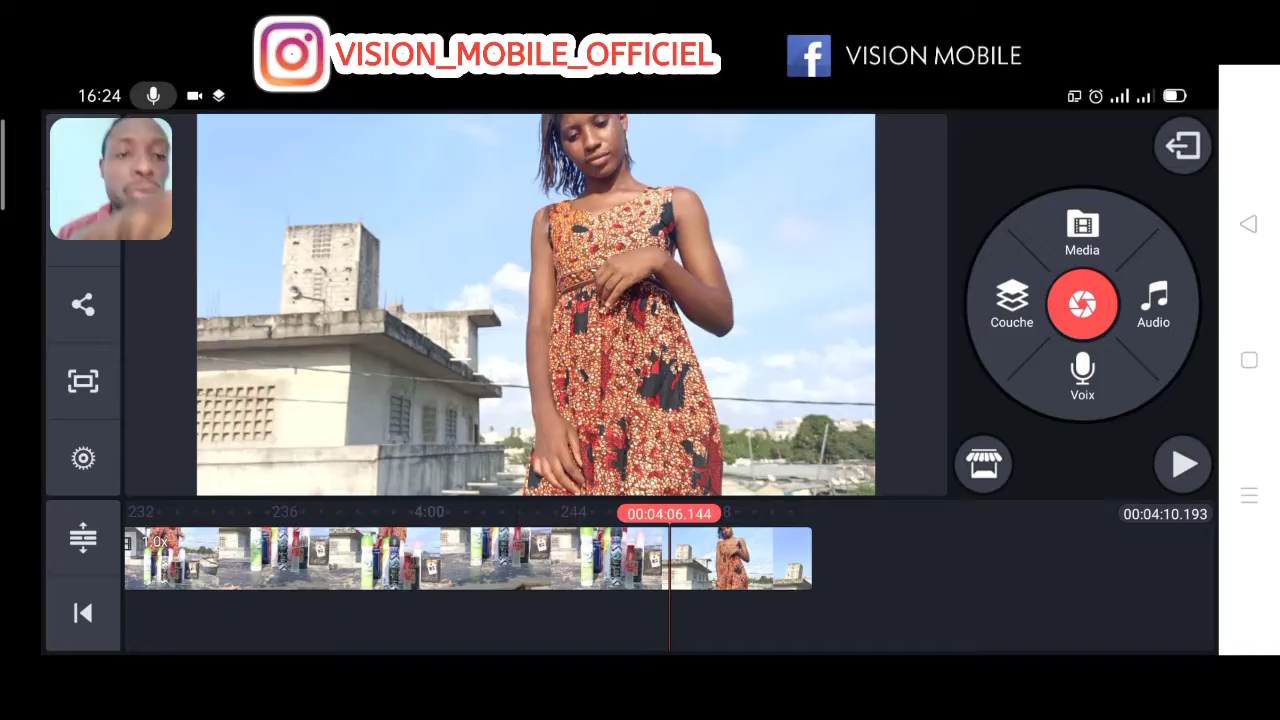 VISION_MOBILE_OFFICIEL
VISION MOBILE
16:24
Media
Couche
Audio
Voix
232
236
4:00
244
00:04:06.144
8
00:04:10.193
1.0x